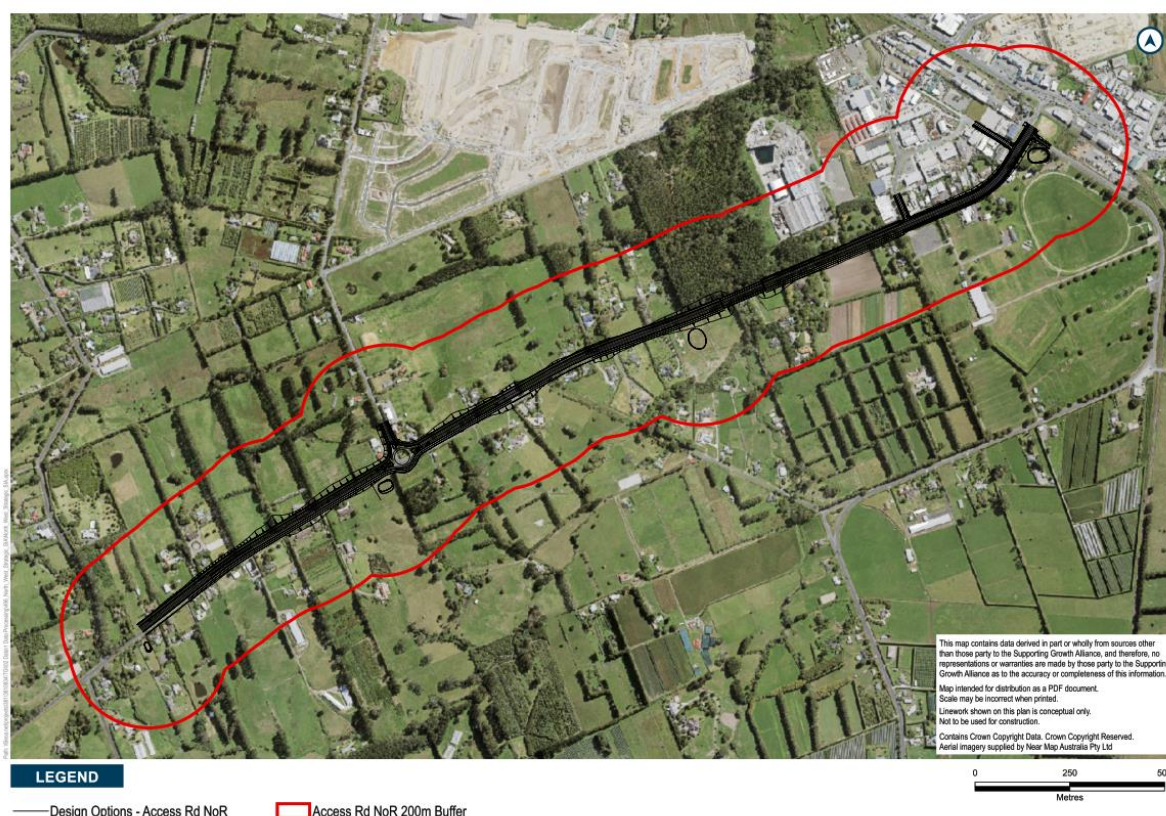 This map contains data derived in part or wholly from sources other
than those party to the Supporting Growth Alliance, and therefore, no
representations or warranties are made by those party to the Supportin
Growth Alliance as to the accuracy or completeness of this information.
Map intended for distribution as a PDF document.
Scale may be incorrect when printed.
Linework shown on this plan is conceptual only.
Not to be used for construction.
Contains Crown Copyright Data. Crown Copyright Reserved.
Aerial imagery supplied by Near Map Australia Pty Ltd
LEGEND
0 250 50
Metres
Design Options - Access Rd NoR Access Rd NoR 200m Buffer